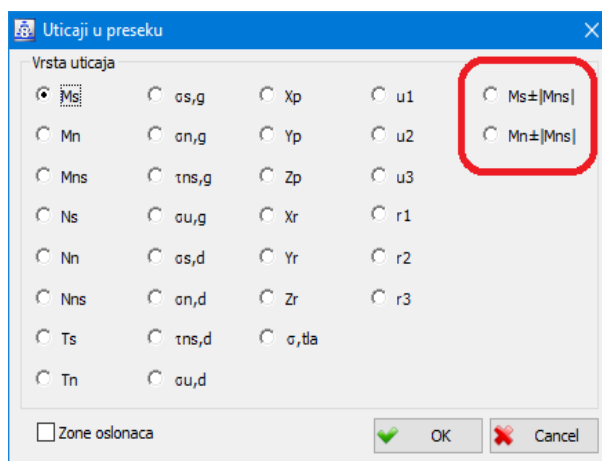 Uticaji u preseku
Vrsta uticaja
Ms σs,g Xp u1 Ms±|Mns|
Mn σn,g Yp u2 Mn±|Mns|
Mns τns,g Zp u3
Ns σu,g Xr r1
Nn σs,d Yr r2
Nns σn,d Zr r3
Ts τns,d σ,tla
Tn σu,d
Zone oslonaca OK Cancel